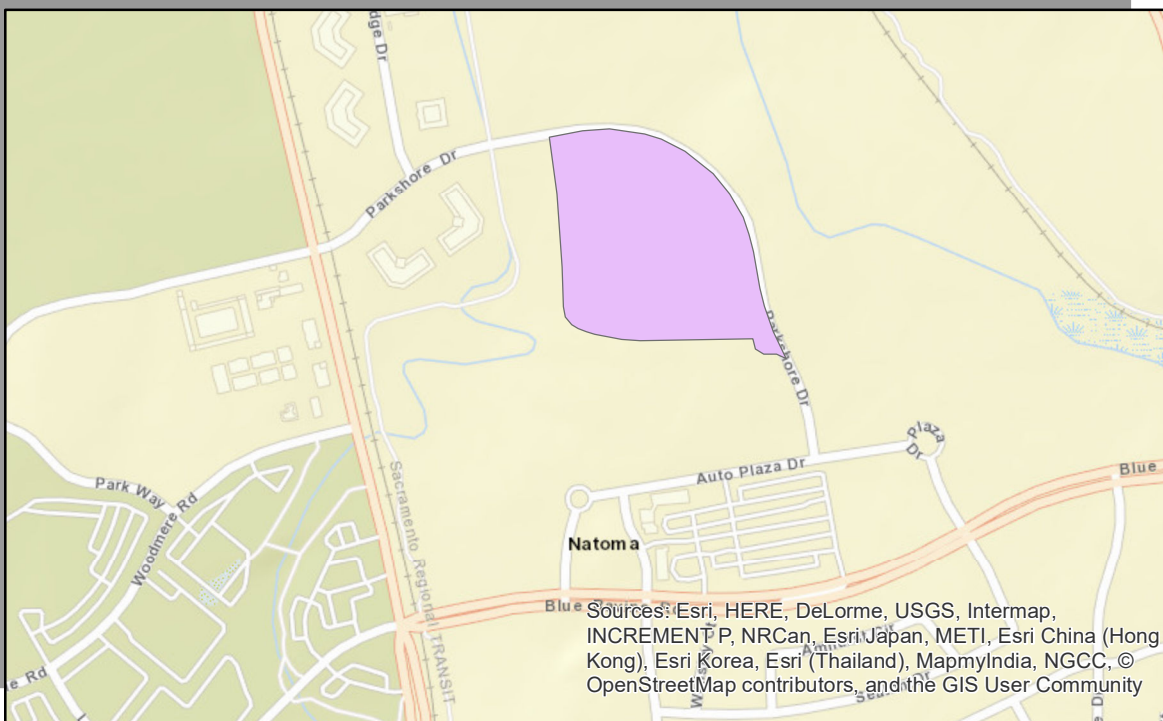 dge Dr
Parkshore Dr
Parkshore Dr
Plaza
Dr
Auto Plaza Dr
Blue
Park Way
Woodmere Rd
Sacramento Regional TRANSIT
Natoma
Sources: Esri, HERE, DeLorme, USGS, Intermap,
INCREMENT P, NRCan, Esri Japan, METI, Esri China (Hong
Kong), Esri Korea, Esri (Thailand), MapmyIndia, NGCC, ©
OpenStreetMap contributors, and the GIS User Community
e Rd